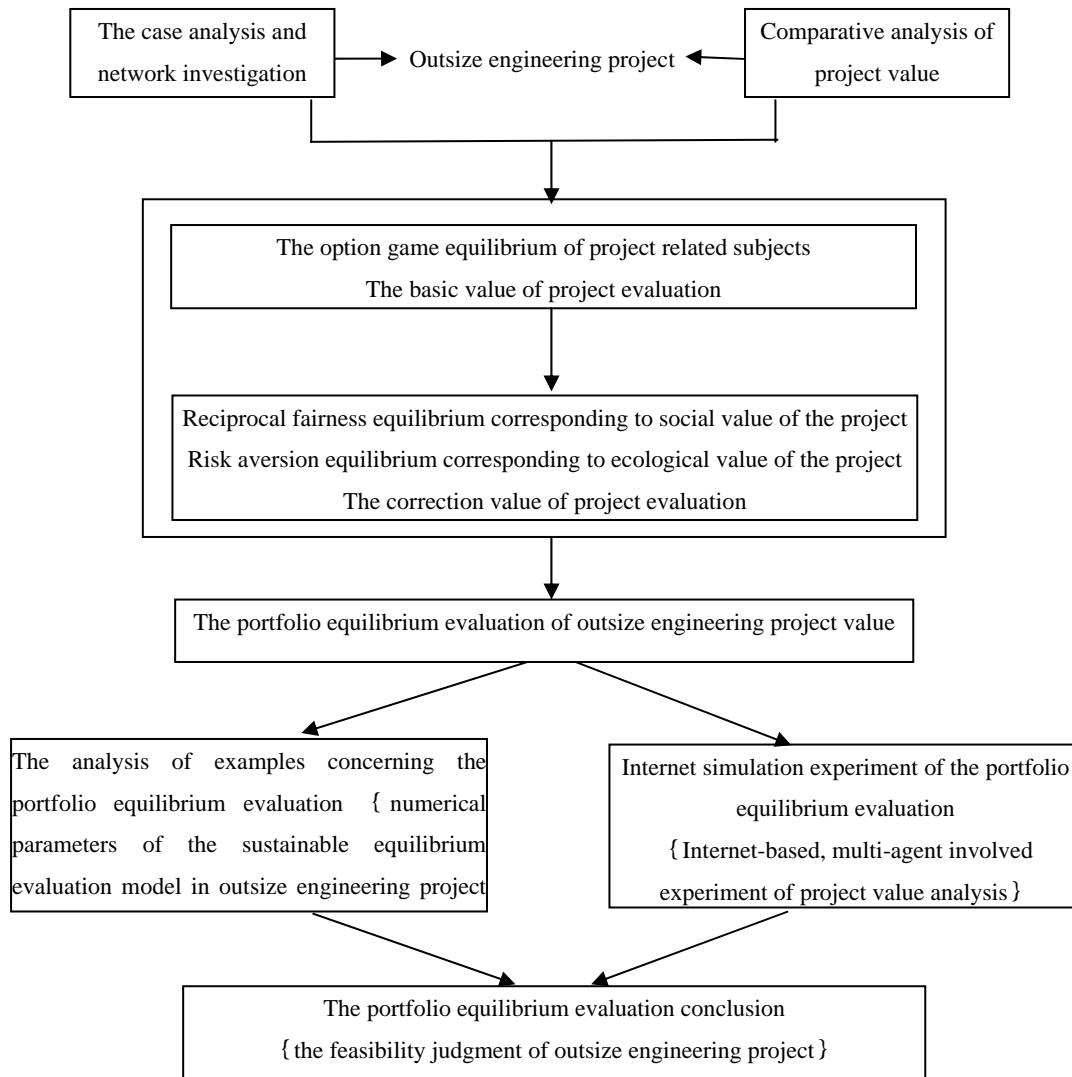 The case analysis and
network investigation
Outsize engineering project
Comparative analysis of
project value
The option game equilibrium of project related subjects
The basic value of project evaluation
Reciprocal fairness equilibrium corresponding to social value of the project
Risk aversion equilibrium corresponding to ecological value of the project
The correction value of project evaluation
The portfolio equilibrium evaluation of outsize engineering project value
The analysis of examples concerning the
portfolio equilibrium evaluation { numerical
parameters of the sustainable equilibrium
evaluation model in outsize engineering project
Internet simulation experiment of the portfolio
equilibrium evaluation
{Internet-based, multi-agent involved
experiment of project value analysis}
The portfolio equilibrium evaluation conclusion
{the feasibility judgment of outsize engineering project}